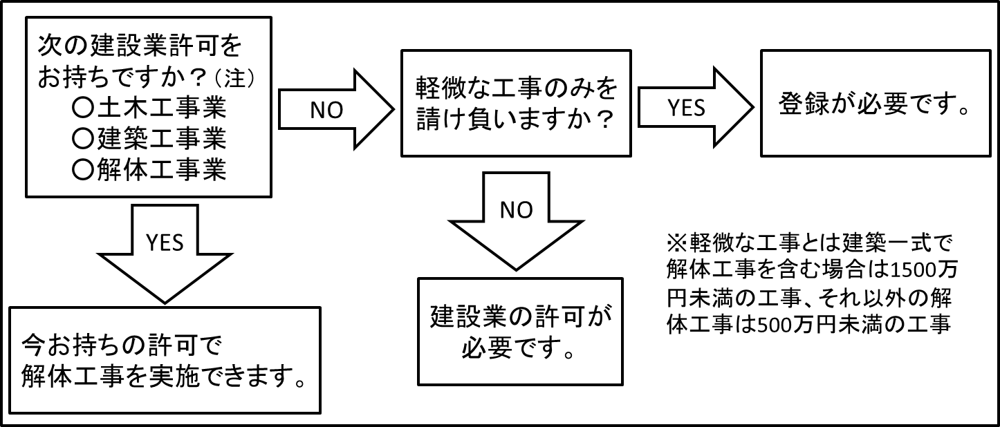 次の建設業許可を
お持ちですか？（注）
○土木工事業
○建築工事業
○解体工事業
NO
軽微な工事のみを
請け負いますか？
YES
登録が必要です。
YES
NO
今お持ちの許可で
解体工事を実施できます。
建設業の許可が
必要です。
※軽微な工事とは建築一式で
解体工事を含む場合は1500万
円未満の工事、それ以外の解
体工事は500万円未満の工事